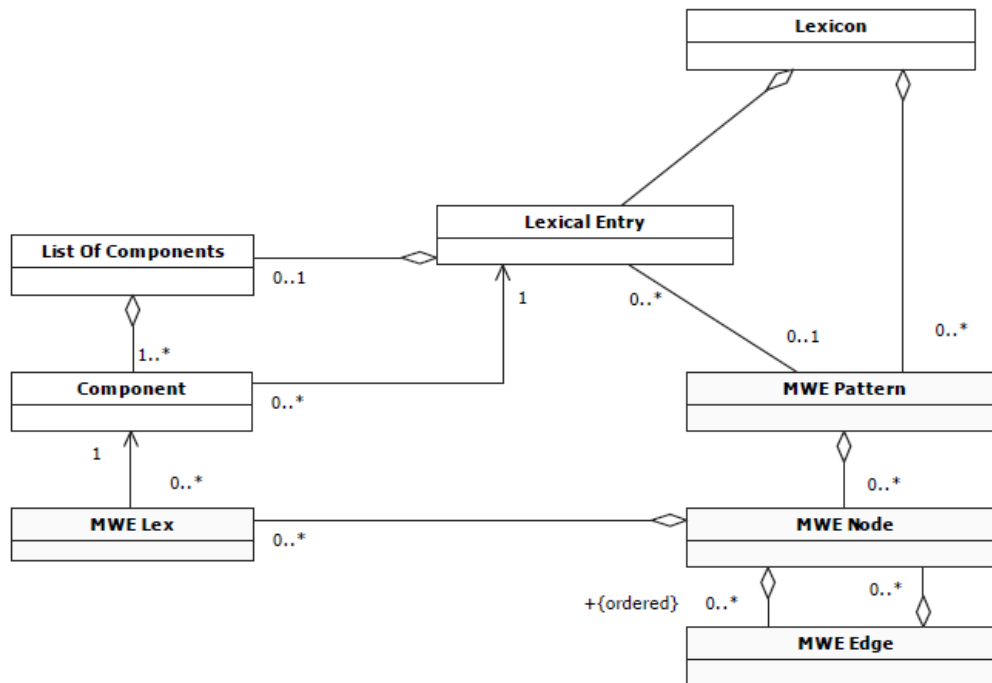 Lexicon
Lexical Entry
List Of Components
0..1
1
0..*
0..1
0..*
1..*
Component
0..*
MWE Pattern
1
0..*
0..*
MWE Lex
0..*
MWE Node
+{ordered}
0..*
0..*
MWE Edge